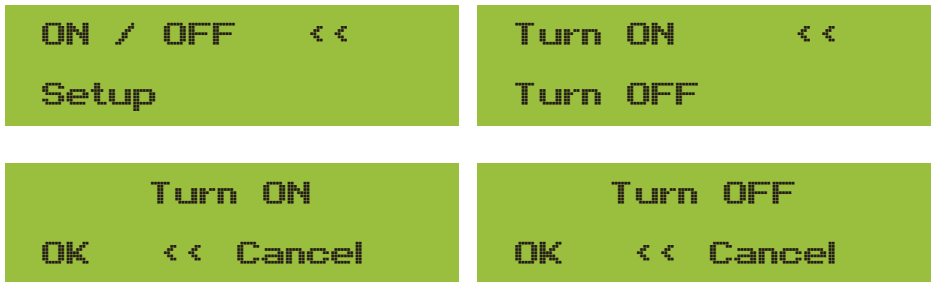 ON / OFF <<
Setup
Turn ON <<
Turn OFF
Turn ON
OK << Cancel
Turn OFF
OK << Cancel